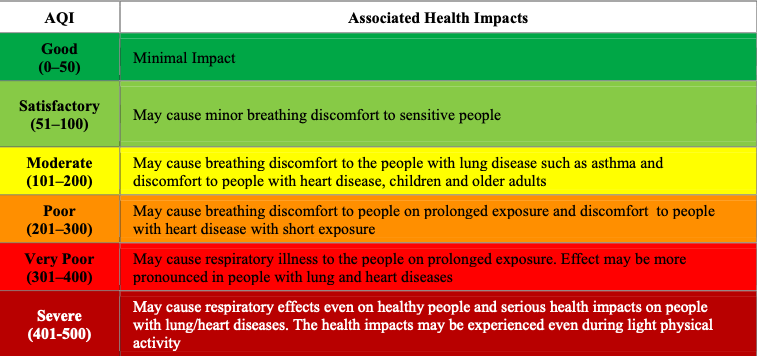 AQI
Associated Health Impacts
Good
(0–50)
Minimal Impact
Satisfactory
(51–100)
May cause minor breathing discomfort to sensitive people
Moderate
(101–200)
May cause breathing discomfort to the people with lung disease such as asthma and
discomfort to people with heart disease, children and older adults
Poor
(201–300)
May cause breathing discomfort to people on prolonged exposure and discomfort to people
with heart disease with short exposure
Very Poor
(301–400)
May cause respiratory illness to the people on prolonged exposure. Effect may be more
pronounced in people with lung and heart diseases
Severe
(401-500)
May cause respiratory effects even on healthy people and serious health impacts on people
with lung/heart diseases. The health impacts may be experienced even during light physical
activity